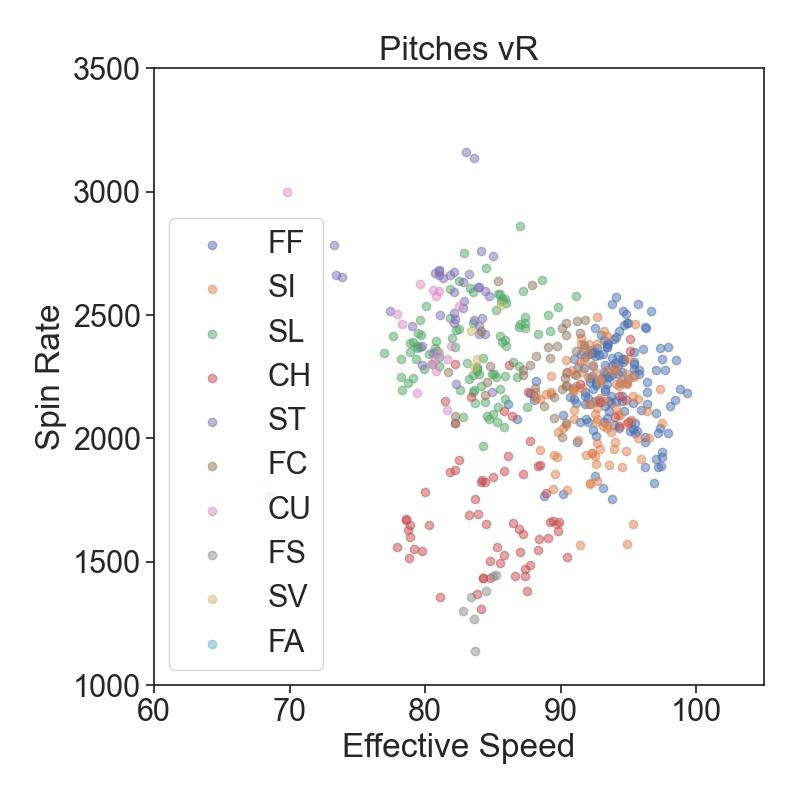 Pitches vR
3500
3000
2500
2000
1500
1000
Spin Rate
FF
SI
SL
CH
ST
FC
CU
FS
SV
FA
60 70 80 90 100
Effective Speed